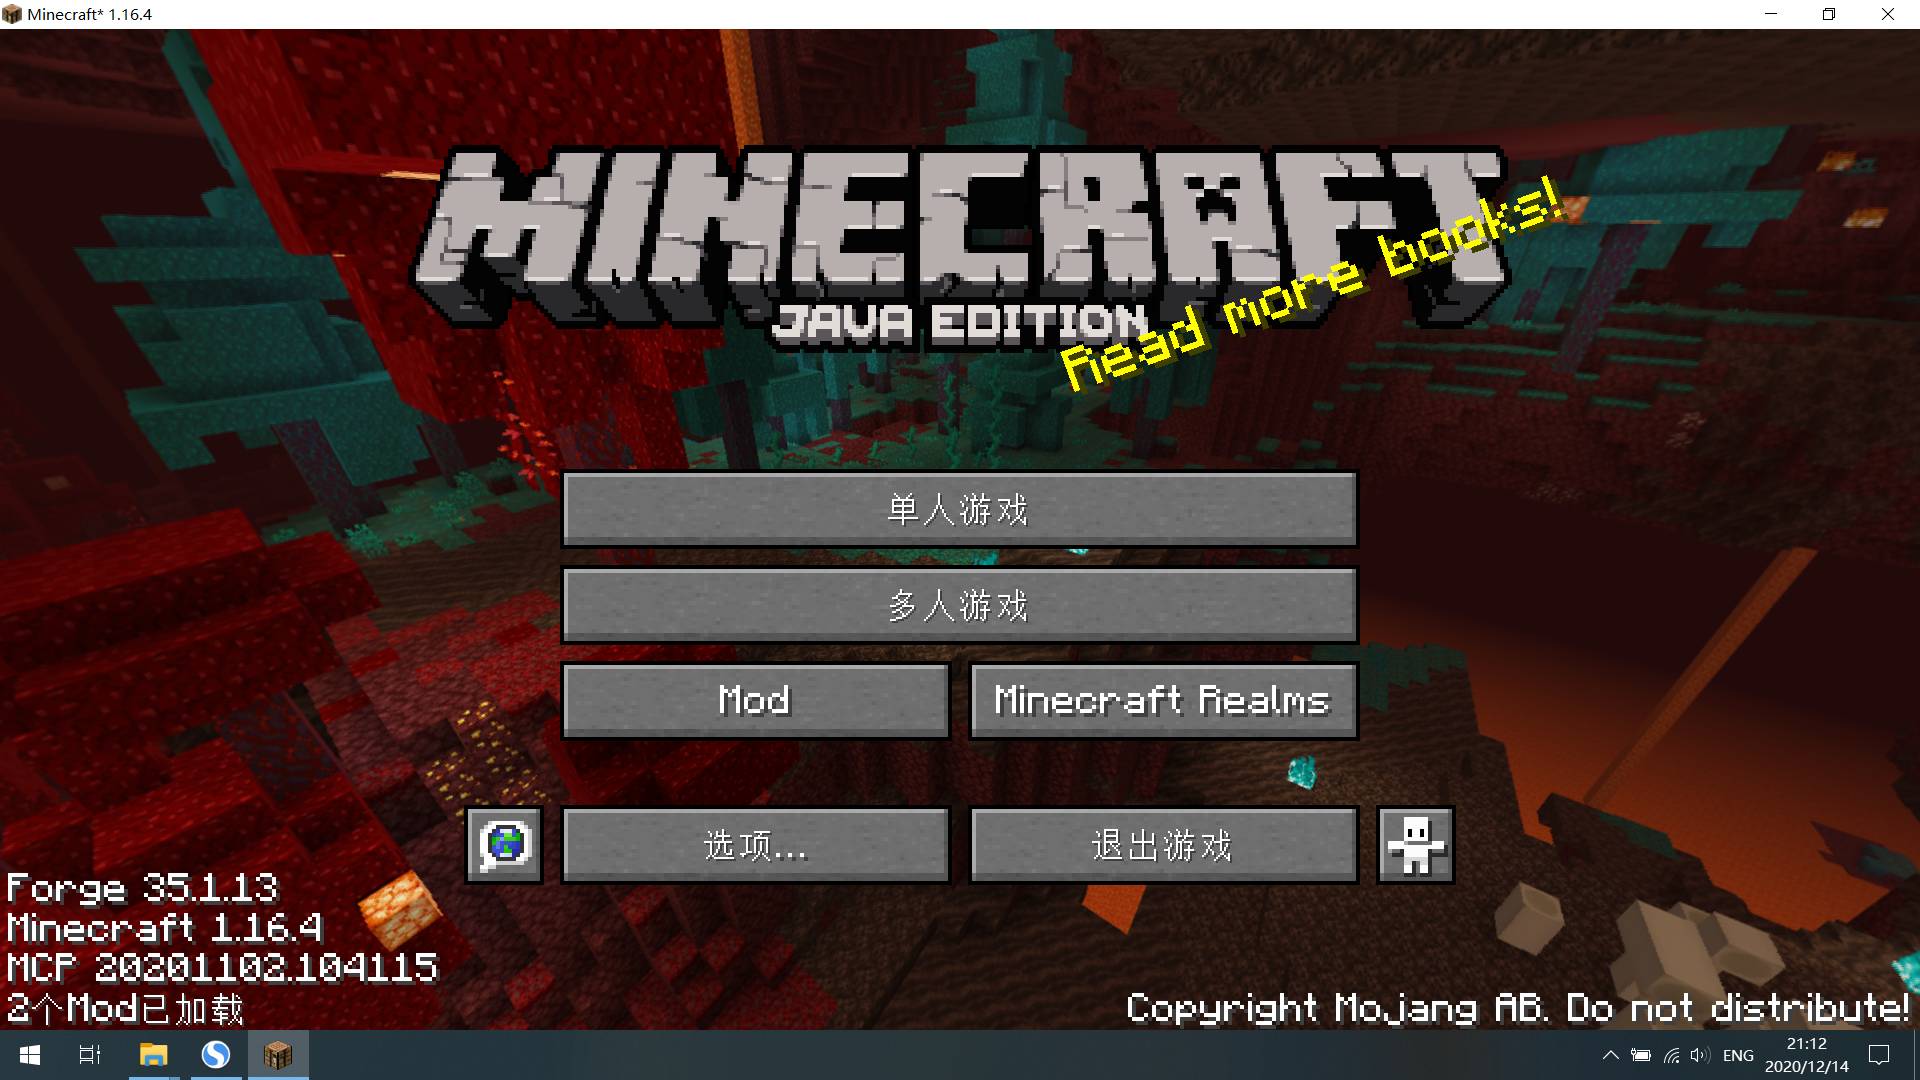 Minecraft* 1.16.4
MINECRAFT
JAVA EDITION
Read more books!
单人游戏
多人游戏
Mod
Minecraft Realms
选项...
退出游戏
Forge 35.1.13
Minecraft 1.16.4
MCP 20201102.104115
2个Mod已加载
Copyright Mojang AB. Do not distribute!
ENG
21:12
2020/12/14